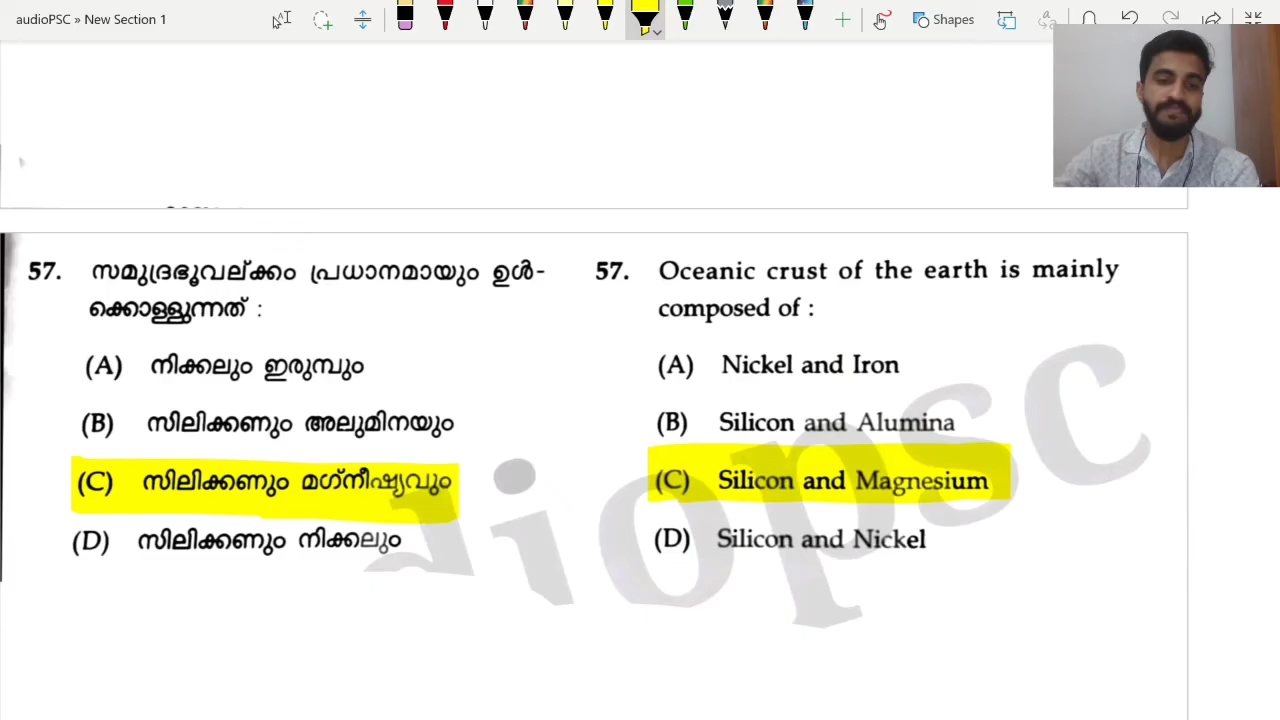 audioPSC » New Section 1
Shapes
57. സമുദ്രഭൂവല്ക്കം പ്രധാനമായും ഉൾ-
ക്കൊള്ളുന്നത് :
(A) നിക്കലും ഇരുമ്പും
(B) സിലിക്കണും അലുമിനയും
(C) സിലിക്കണും മഗ്നീഷ്യവും
(D) സിലിക്കണും നിക്കലും
57. Oceanic crust of the earth is mainly
composed of :
(A) Nickel and Iron
(B) Silicon and Alumina
(C) Silicon and Magnesium
(D) Silicon and Nickel